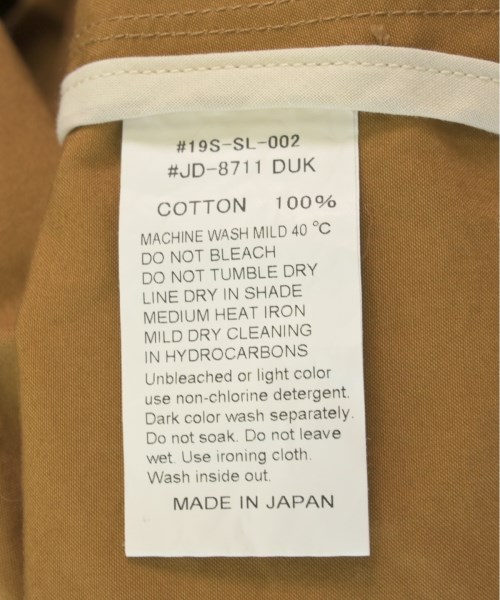 #19S-SL-002
#JD-8711 DUK
COTTON 100%
MACHINE WASH MILD 40 °C
DO NOT BLEACH
DO NOT TUMBLE DRY
LINE DRY IN SHADE
MEDIUM HEAT IRON
MILD DRY CLEANING
IN HYDROCARBONS
Unbleached or light color
use non-chlorine detergent.
Dark color wash separately.
Do not soak. Do not leave
wet. Use ironing cloth.
Wash inside out.
MADE IN JAPAN